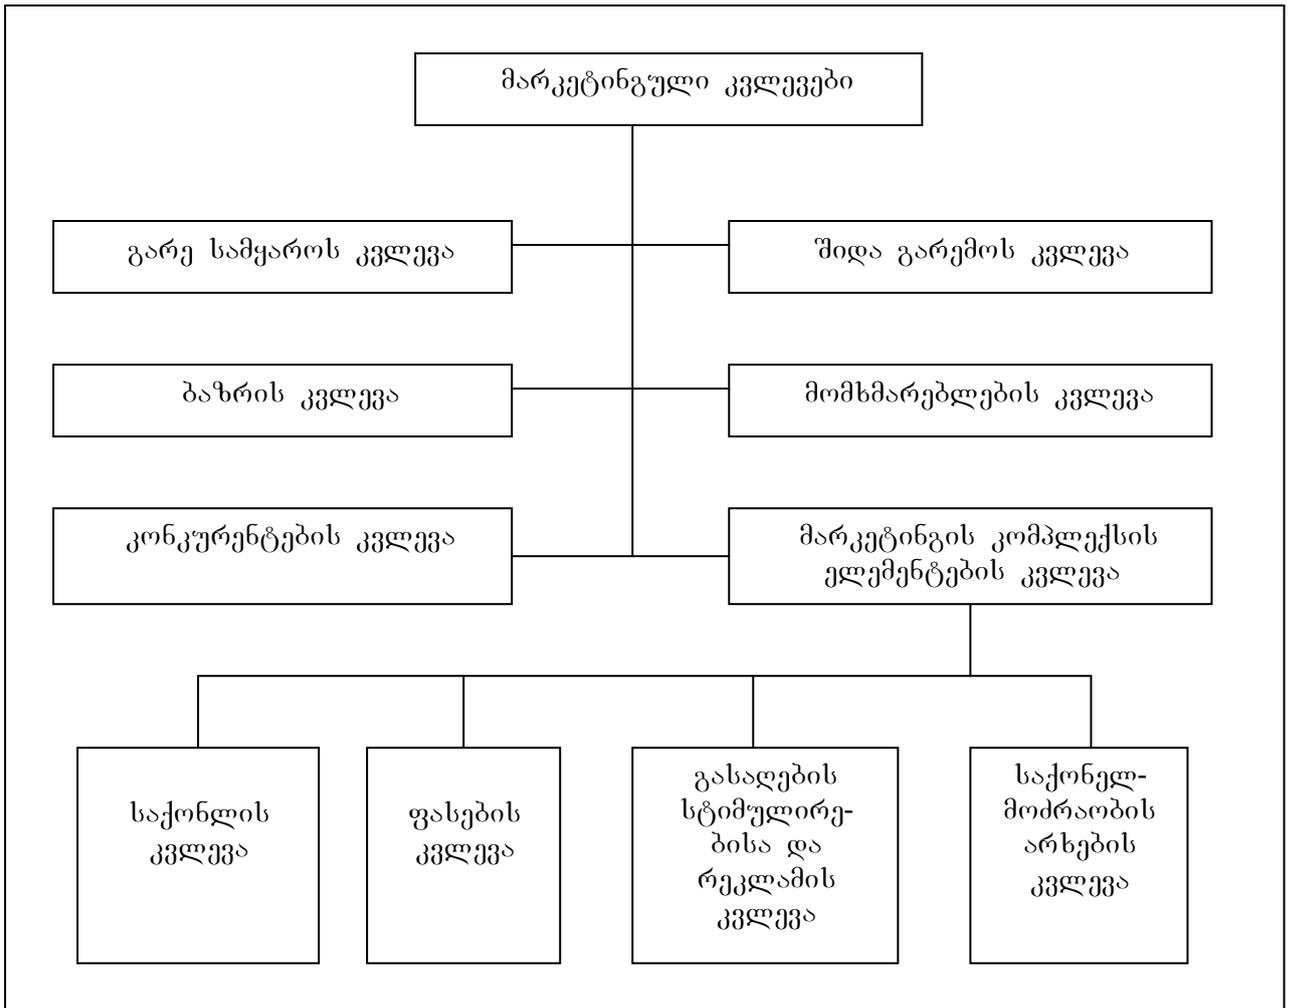 მარკეტინგული კვლევები
გარე სამყაროს კვლევა
შიდა გარემოს კვლევა
ბაზრის კვლევა
მომხმარებლების კვლევა
კონკურენტების კვლევა
მარკეტინგის კომპლექსის
ელემენტების კვლევა
საქონლის
კვლევა
ფასების
კვლევა
გასაღების
სტიმულირე-
ბისა და
რეკლამის
კვლევა
საქონელ-
მოძრაობის
არხების
კვლევა